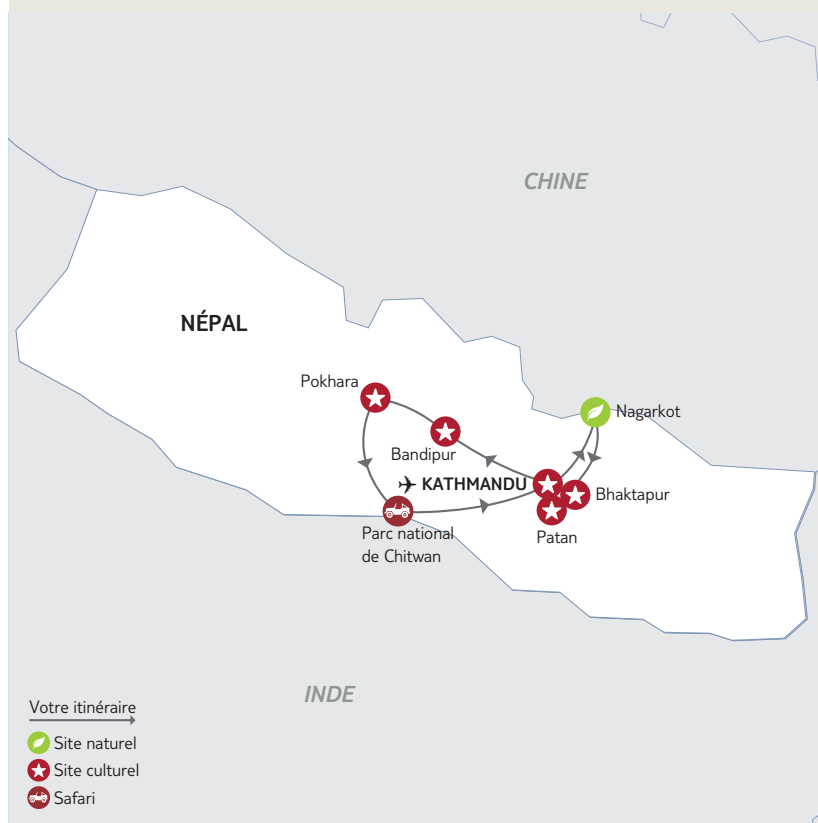 CHINE
NÉPAL
Pokhara
Nagarkot
Bandipur
KATHMANDU
Bhaktapur
Parc national
de Chitwan
Patan
INDE
Votre itinéraire
Site naturel
Site culturel
Safari